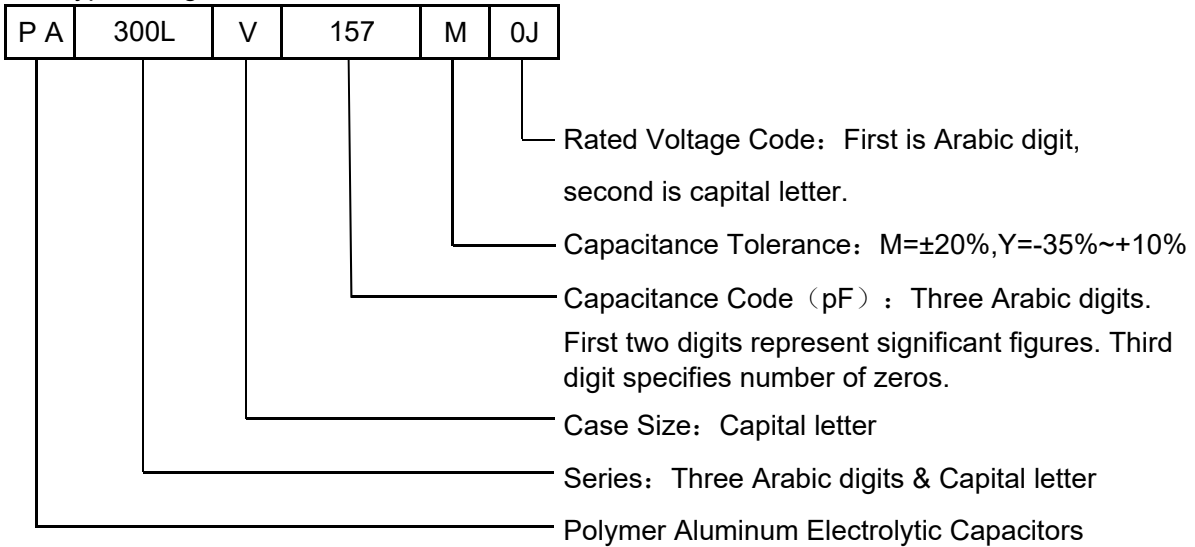 P A 300L V 157 M 0J
Rated Voltage Code：First is Arabic digit,
second is capital letter.
Capacitance Tolerance：M=±20%,Y=-35%~+10%
Capacitance Code（pF）：Three Arabic digits.
First two digits represent significant figures. Third
digit specifies number of zeros.
Case Size：Capital letter
Series：Three Arabic digits & Capital letter
Polymer Aluminum Electrolytic Capacitors